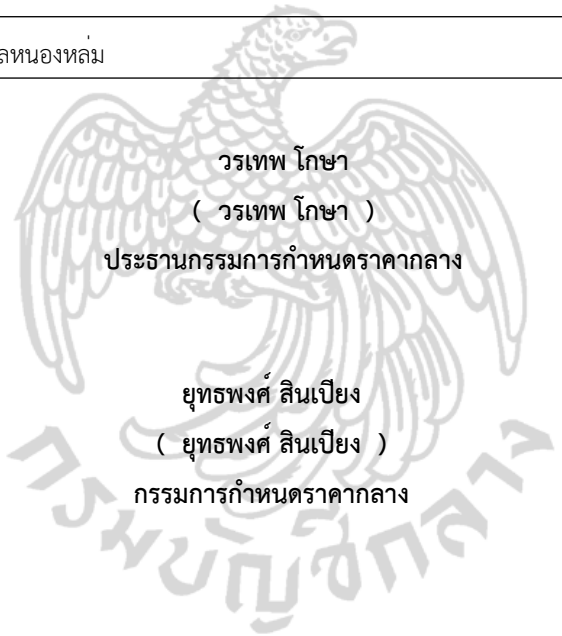 ลหนองหล่ม
วรเทพ โกษา
( วรเทพ โกษา )
ประธานกรรมการกำหนดราคากลาง
ยุทธพงศ์ สินเปียง
( ยุทธพงศ์ สินเปียง )
กรรมการกำหนดราคากลาง
กรมบัญชีกลาง